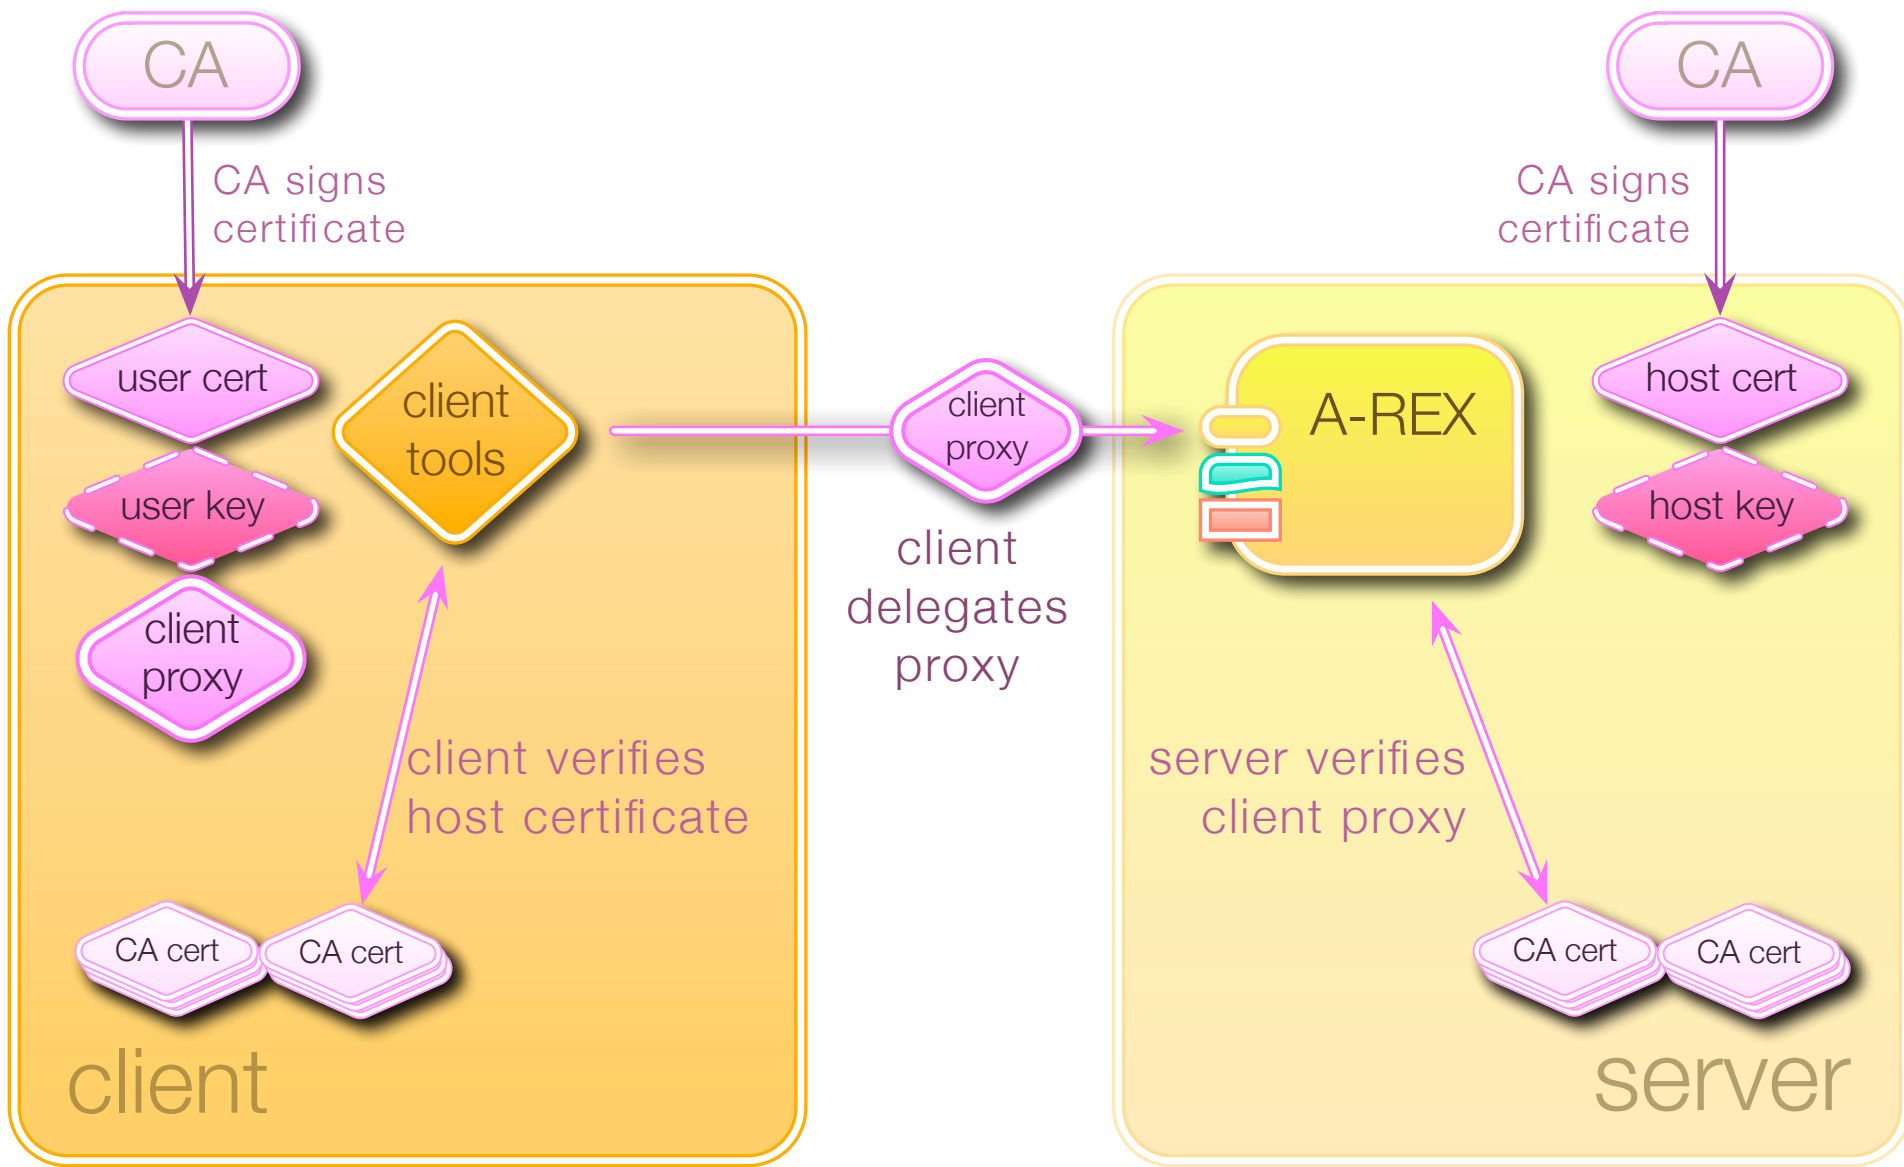 CA
CA
CA signs
certificate
CA signs
certificate
user cert
user key
client
proxy
client
tools
client
proxy
client
delegates
proxy
A-REX
host cert
host key
client verifies
host certificate
server verifies
client proxy
CA cert
CA cert
CA cert
CA cert
client
server